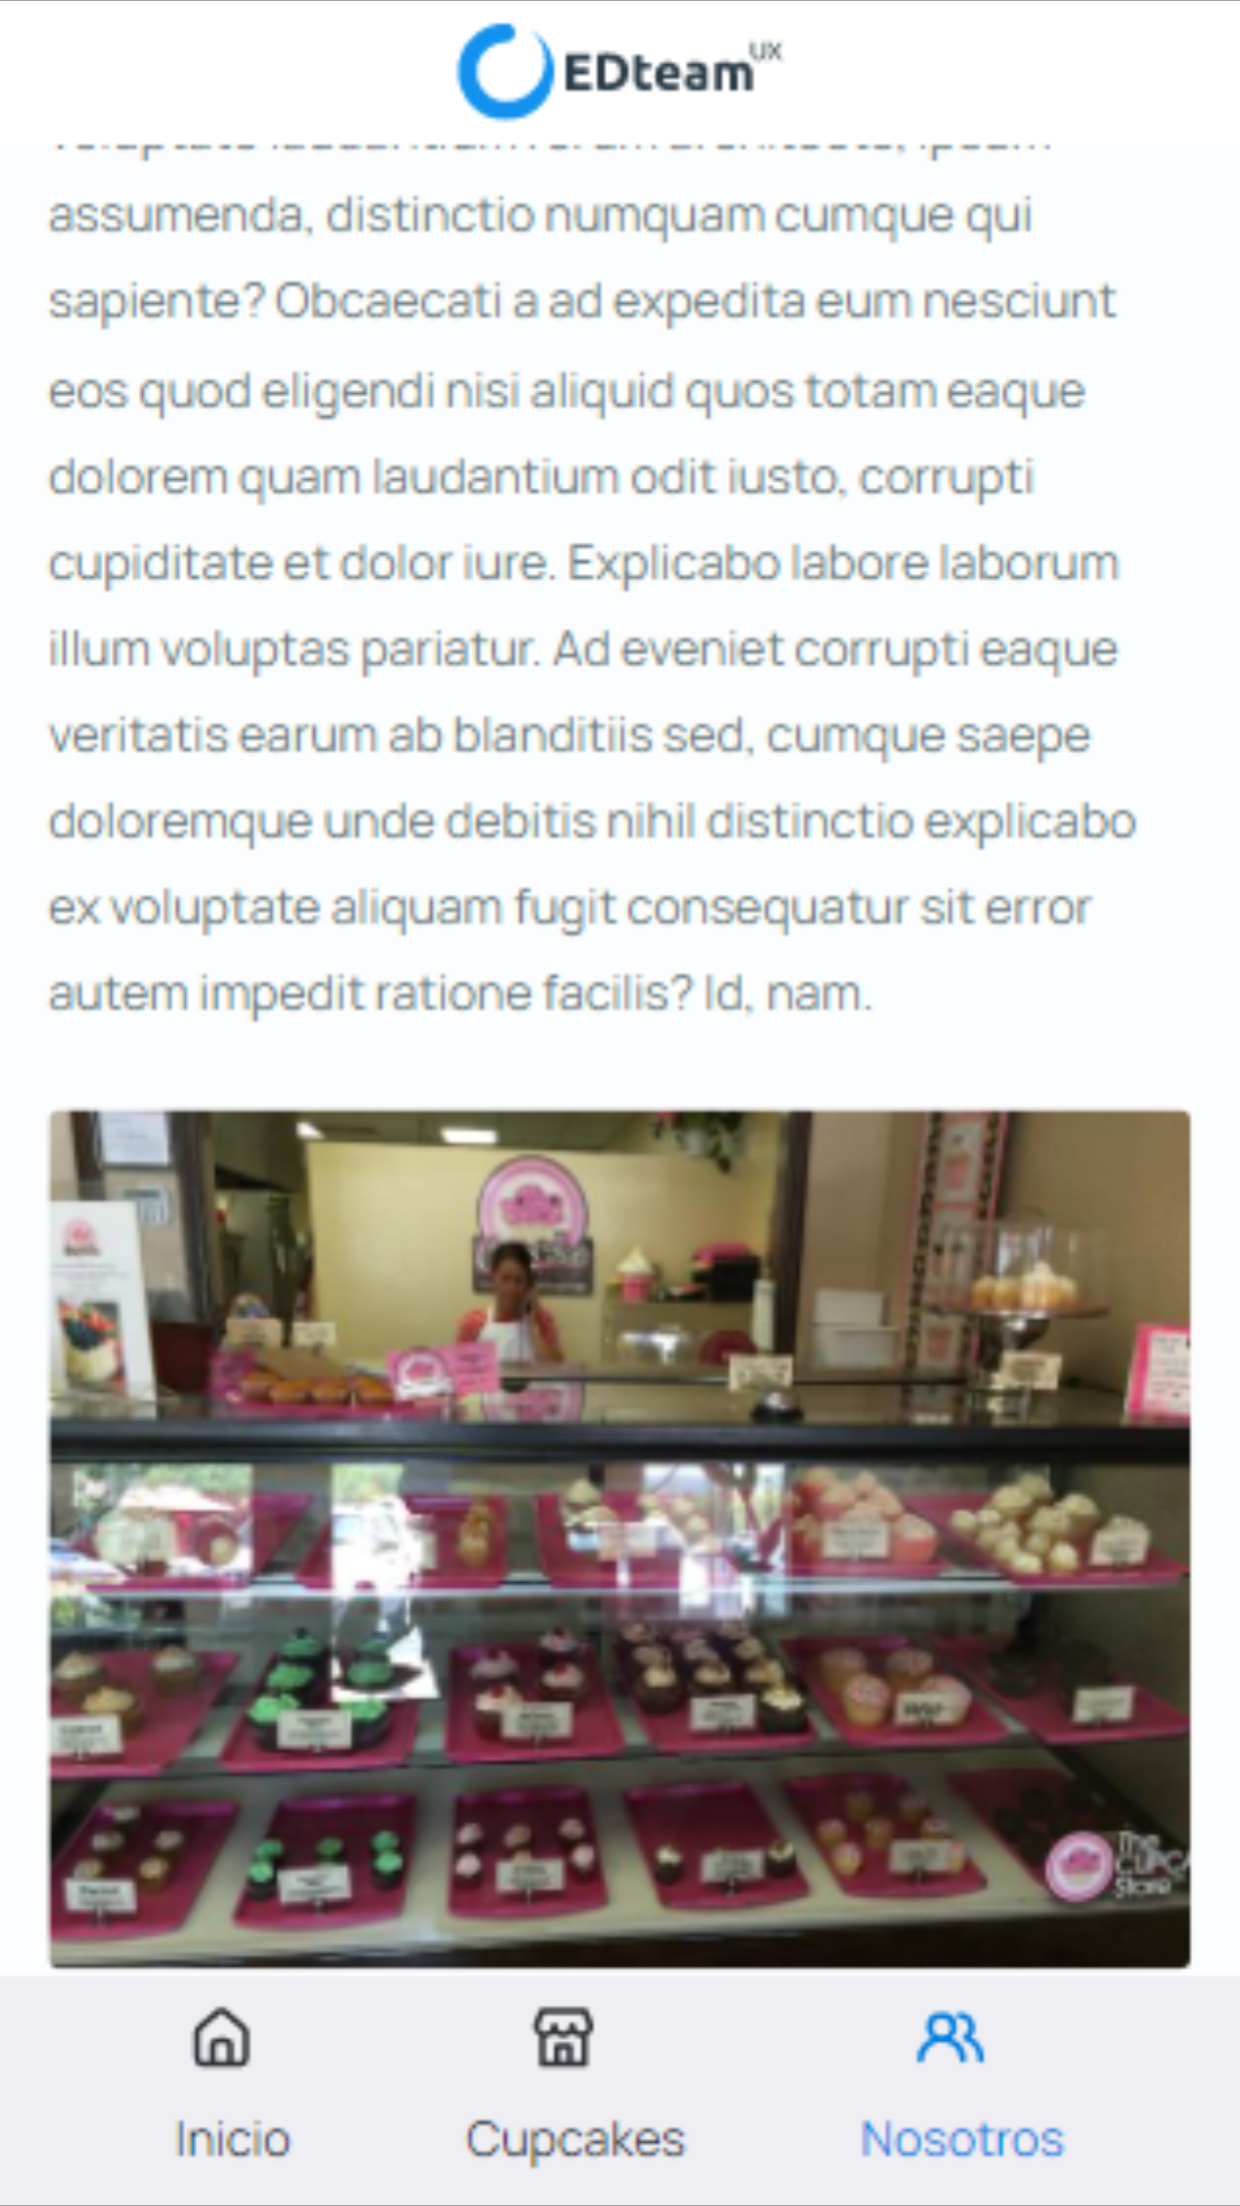 EDteam UX
assumenda, distinctio numquam cumque qui
sapiente? Obcaecati a ad expedita eum nesciunt
eos quod eligendi nisi aliquid quos totam eaque
dolorem quam laudantium odit iusto, corrupti
cupiditate et dolor iure. Explicabo labore laborum
illum voluptas pariatur. Ad eveniet corrupti eaque
veritatis earum ab blanditiis sed, cumque saepe
doloremque unde debitis nihil distinctio explicabo
ex voluptate aliquam fugit consequatur sit error
autem impedit ratione facilis? Id, nam.
The
Store
Inicio
Cupcakes
Nosotros